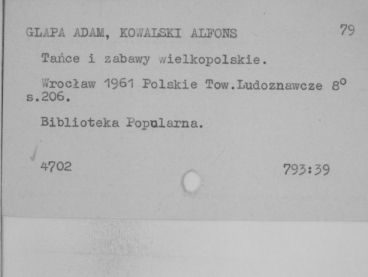 GLAPA ADAM, KOWALSKI ALFONS 79
Tańce i zabawy wielkopolskie.
Wrocław 1961 Polskie Tow.Ludoznawcze 8°
s.206.
Biblioteka Popularna.
4702 793:39